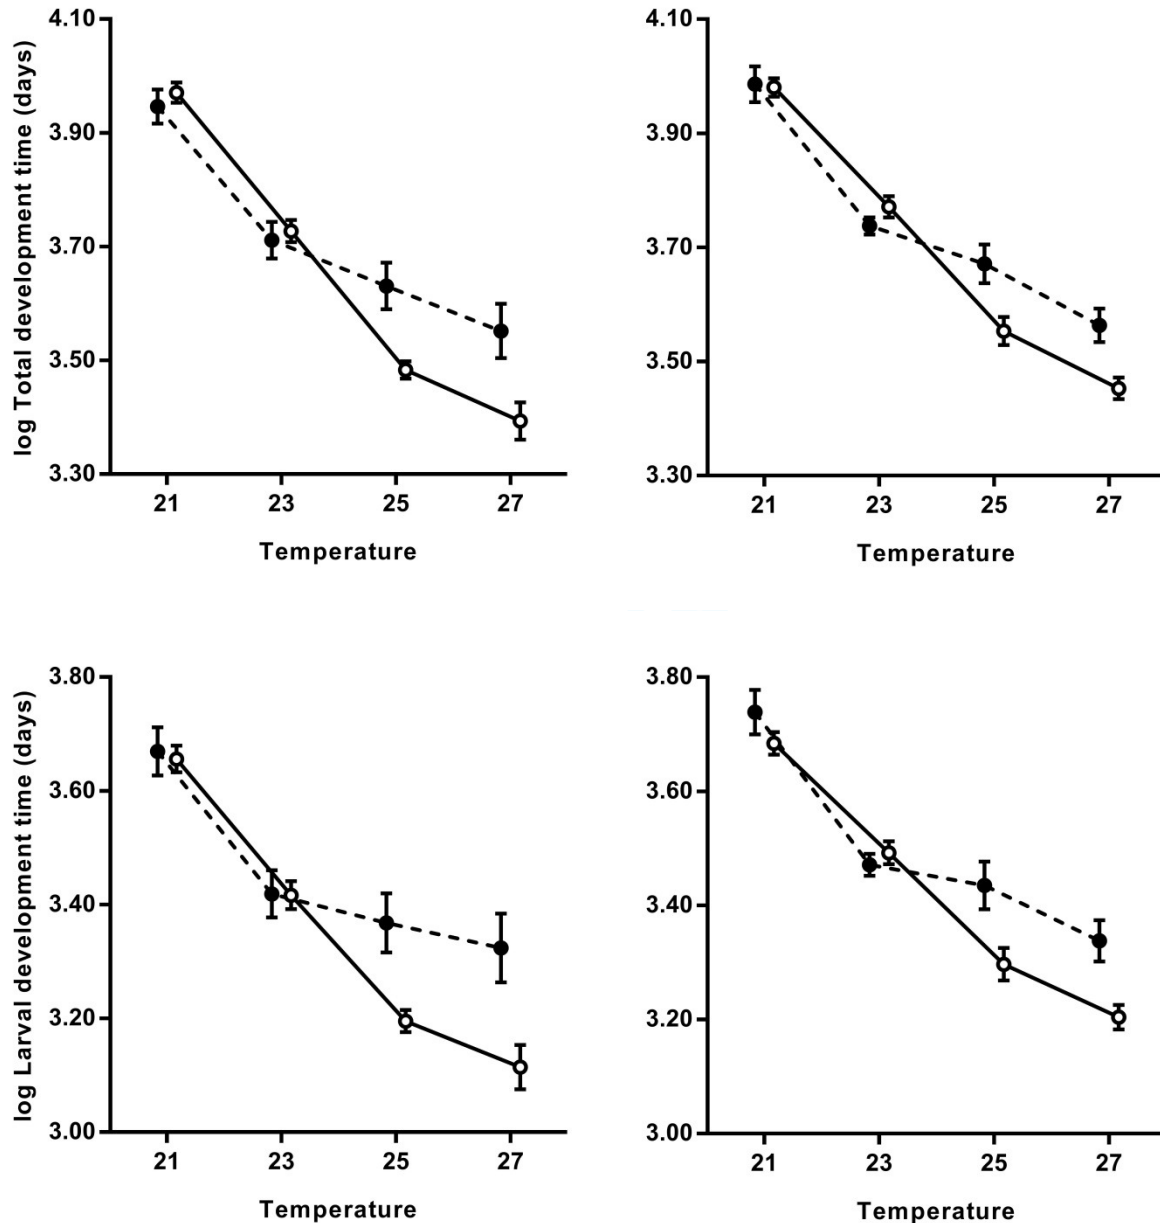 log Total development time (days)
4.10
3.90
3.70
3.50
3.30
21 23 25 27
Temperature
4.10
3.90
3.70
3.50
3.30
21 23 25 27
Temperature
log Larval development time (days)
3.80
3.60
3.40
3.20
3.00
21 23 25 27
Temperature
3.80
3.60
3.40
3.20
3.00
21 23 25 27
Temperature